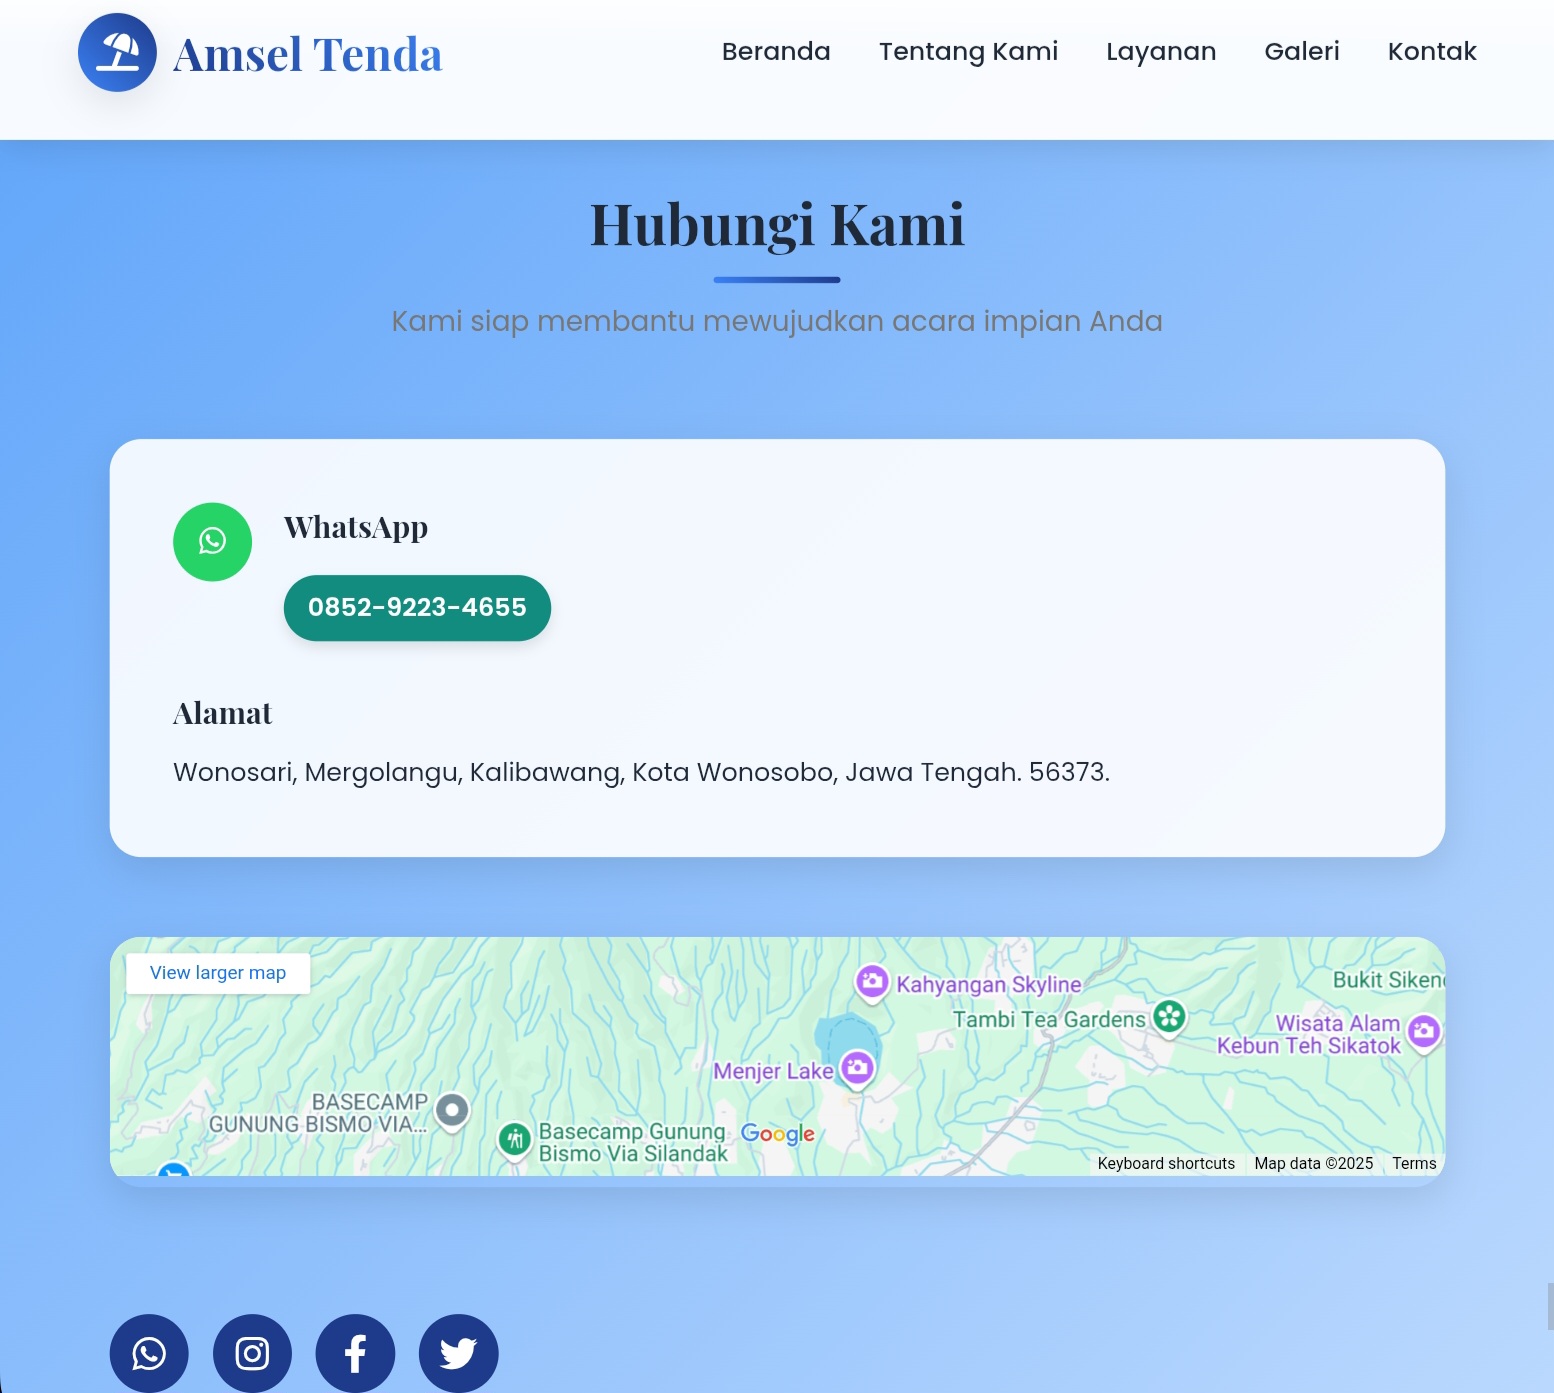 Amsel Tenda
Beranda
Tentang Kami
Layanan
Galeri
Kontak
Hubungi Kami
Kami siap membantu mewujudkan acara impian Anda
WhatsApp
0852-9223-4655
Alamat
Wonosari, Mergolangu, Kalibawang, Kota Wonosobo, Jawa Tengah. 56373.
View larger map
Kahyangan Skyline
Bukit Siken
Tambi Tea Gardens
Wisata Alam
Kebun Teh Sikatok
Menjer Lake
BASECAMP
GUNUNG BISMO VIA...
Basecamp Gunung
Bismo Via Silandak
Google
Keyboard shortcuts
Map data ©2025
Terms